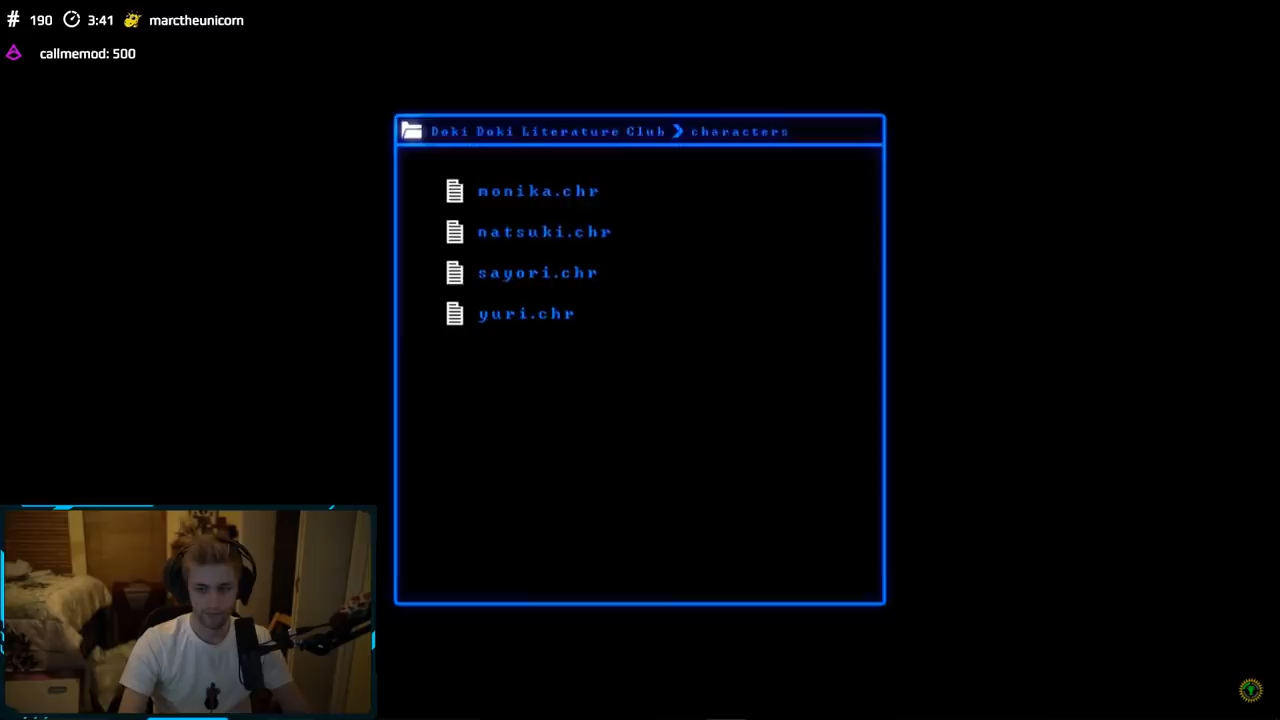 # 190 3:41 marctheunicorn
callmemod: 500
Doki Doki Literature Club > characters
monika.chr
natsuki.chr
sayori.chr
yuri.chr